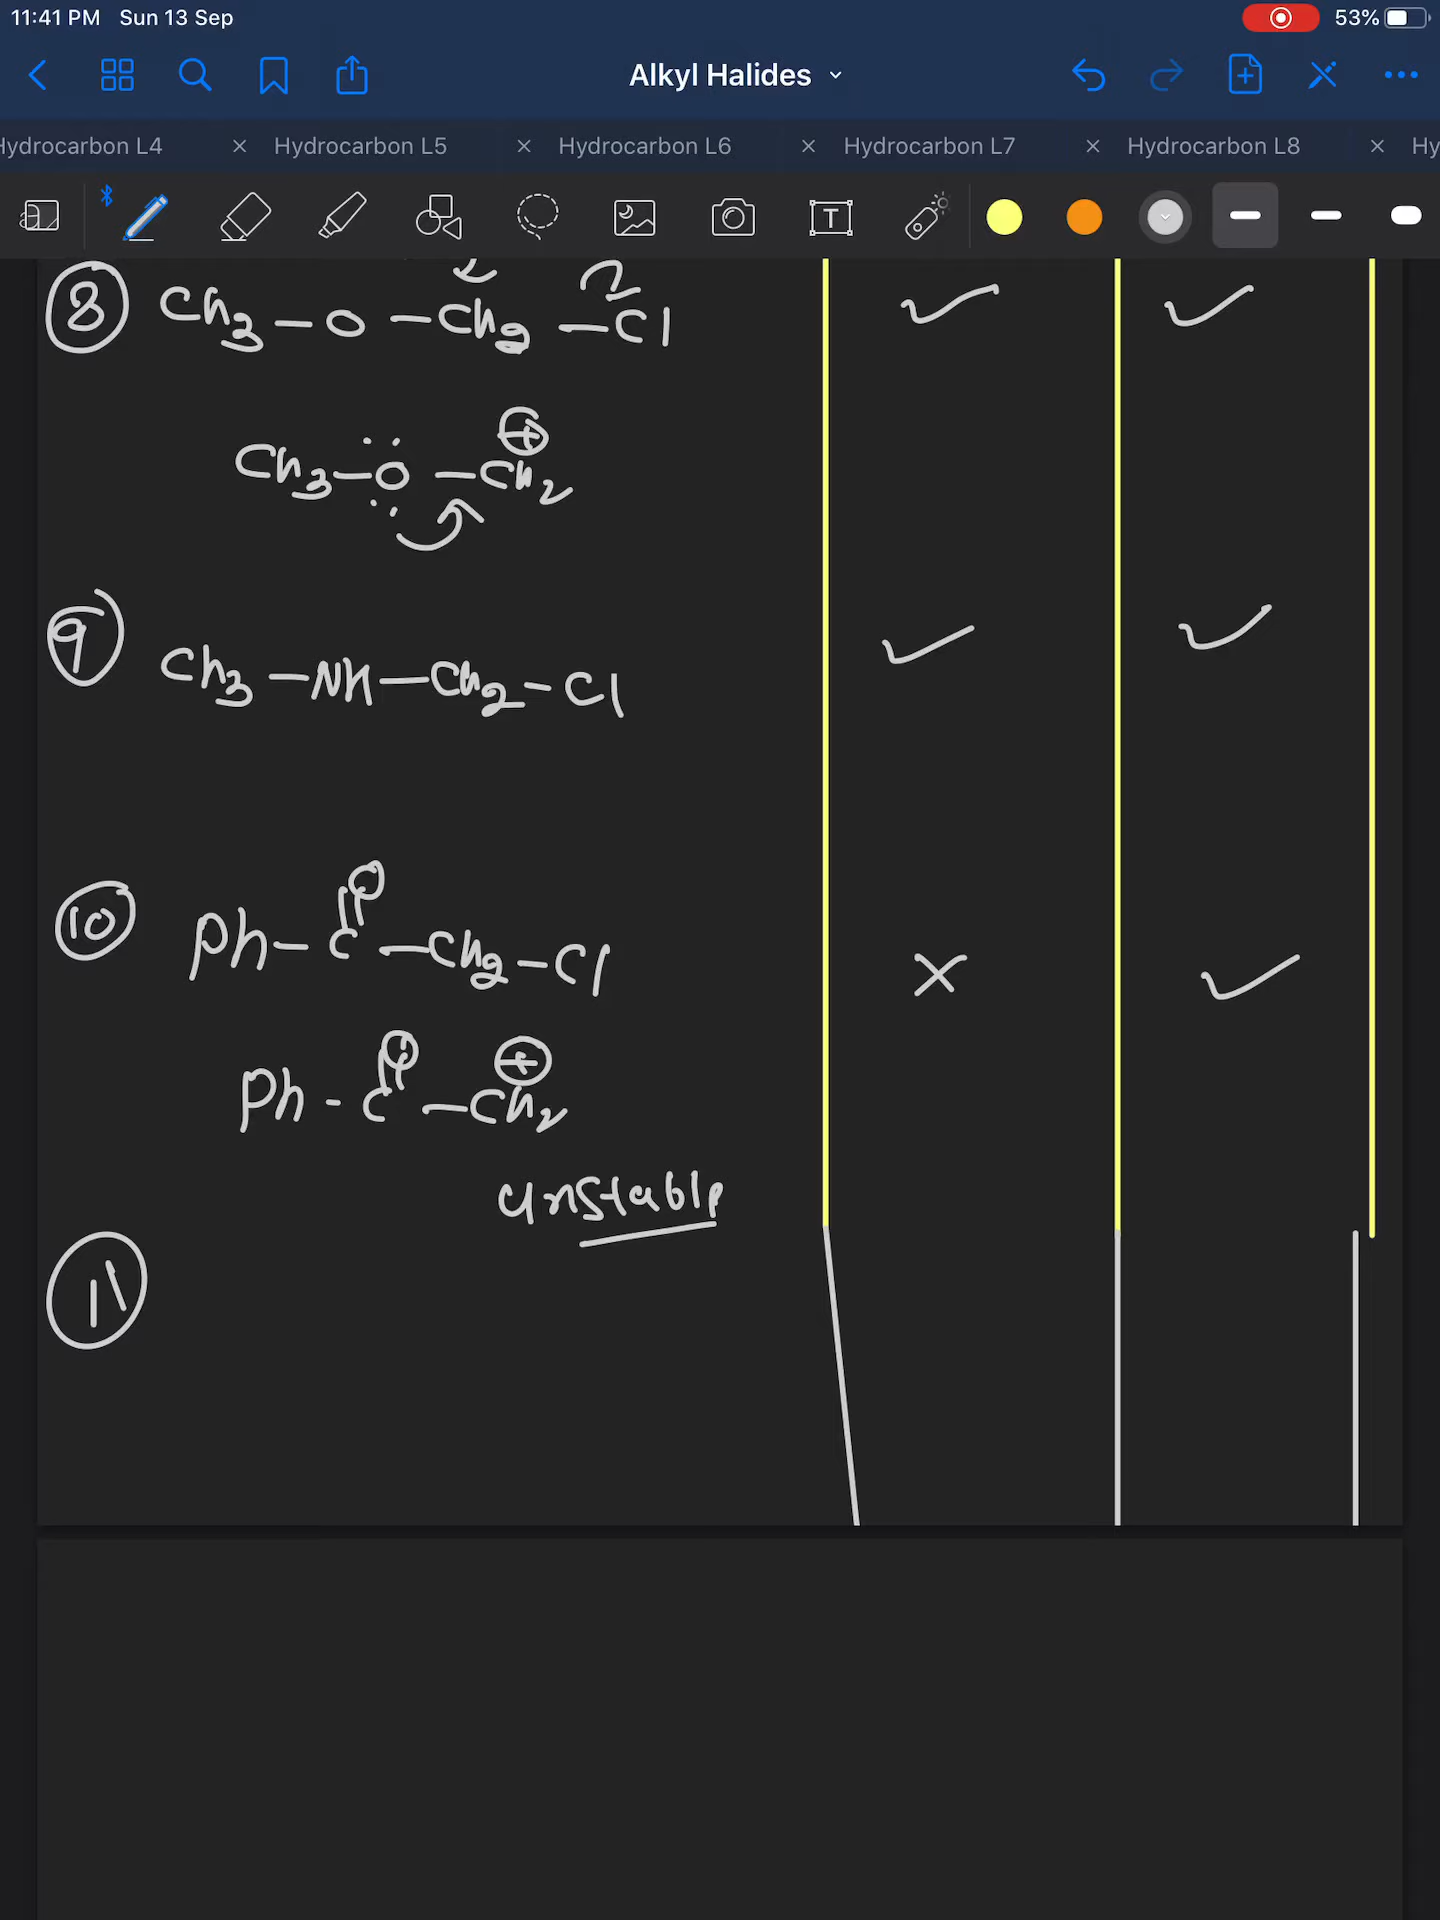 11:41 PM Sun 13 Sep 53%
Alkyl Halides
Hydrocarbon L4 × Hydrocarbon L5 × Hydrocarbon L6 × Hydrocarbon L7 × Hydrocarbon L8 × Hy
T
8 CH3 – O – CH2 – Cl ✓ ✓
CH3 – O – CH2 ⊕
9 CH3 – NH – CH2 – Cl ✓ ✓
O
10 Ph – C – CH2 – Cl × ✓
O ⊕
Ph – C – CH2
unstable
11